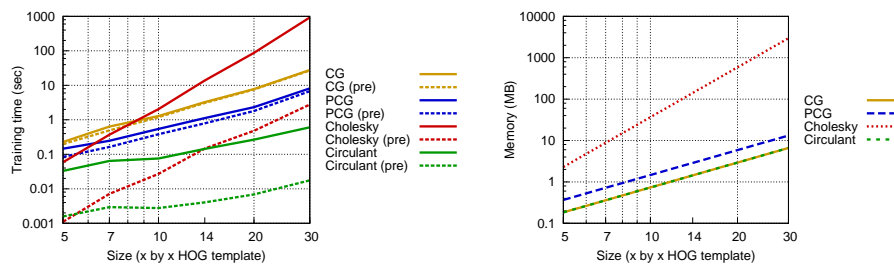 1000
100
10
1
0.1
0.01
0.001
Training time (sec)
5
7
10
14
20
30
Size (x by x HOG template)
CG
CG (pre)
PCG
PCG (pre)
Cholesky
Cholesky (pre)
Circulant
Circulant (pre)
10000
1000
100
10
1
0.1
Memory (MB)
5
7
10
14
20
30
Size (x by x HOG template)
CG
PCG
Cholesky
Circulant